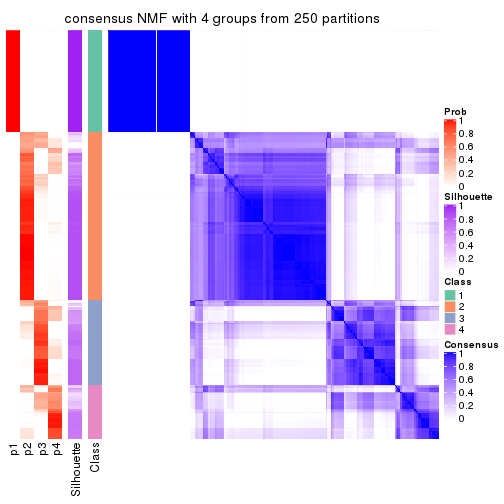 consensus NMF with 4 groups from 250 partitions
Prob
1
0.8
0.6
0.4
0.2
0
Silhouette
1
0.8
0.6
0.4
0.2
0
Class
1
2
3
4
Consensus
1
0.8
0.6
0.4
0.2
0
p1
p2
p3
p4
Silhouette
Class